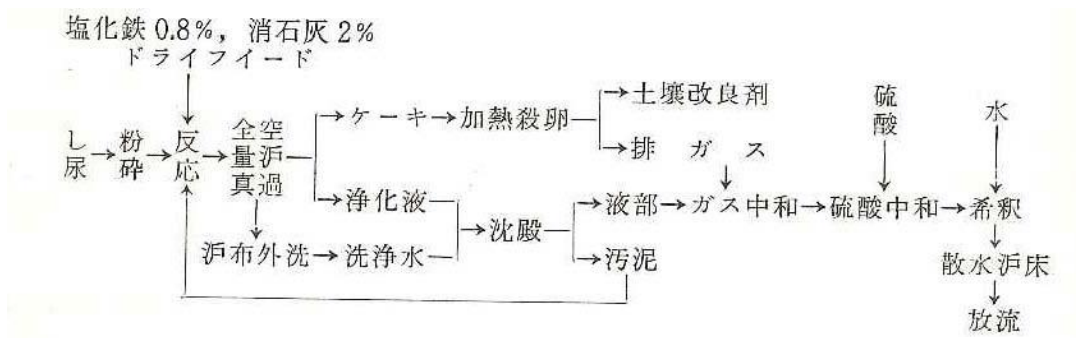 塩化鉄0.8%, 消石灰2%
ドライフイード
し尿→粉砕→反応→全量真空沪過
→ケーキ→加熱殺卵
→土壌改良剤
→排ガス
→浄化液
沪布外洗→洗浄水
→沈殿
→液部→ガス中和→硫酸中和→希釈
→汚泥
硫酸
水
散水沪床
放流